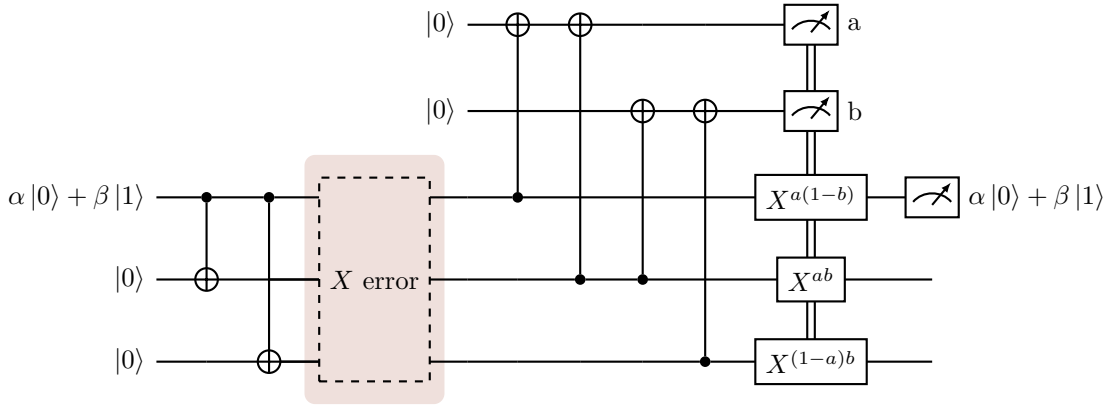 |0⟩ a
|0⟩ b
α|0⟩ + β|1⟩ X^{a(1−b)} α|0⟩ + β|1⟩
|0⟩ X error X^{ab}
|0⟩ X^{(1−a)b}